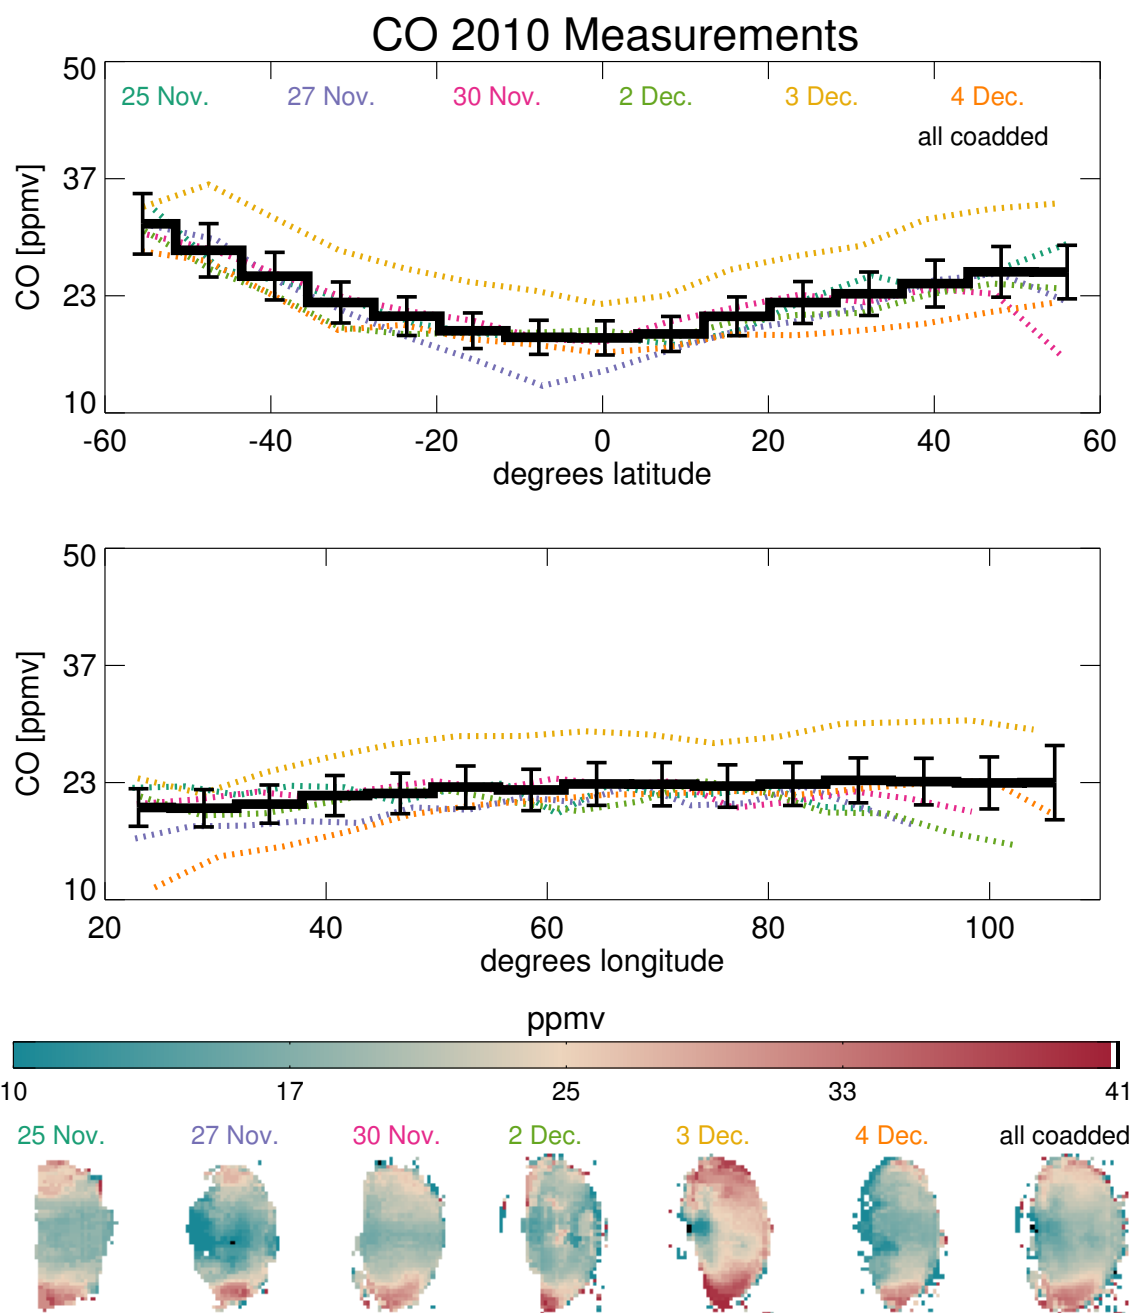 CO 2010 Measurements
50
25 Nov. 27 Nov. 30 Nov. 2 Dec. 3 Dec. 4 Dec.
all coadded
37
CO [ppmv]
23
10
-60 -40 -20 0 20 40 60
degrees latitude
50
37
CO [ppmv]
23
10
20 40 60 80 100
degrees longitude
ppmv
10 17 25 33 41
25 Nov. 27 Nov. 30 Nov. 2 Dec. 3 Dec. 4 Dec. all coadded